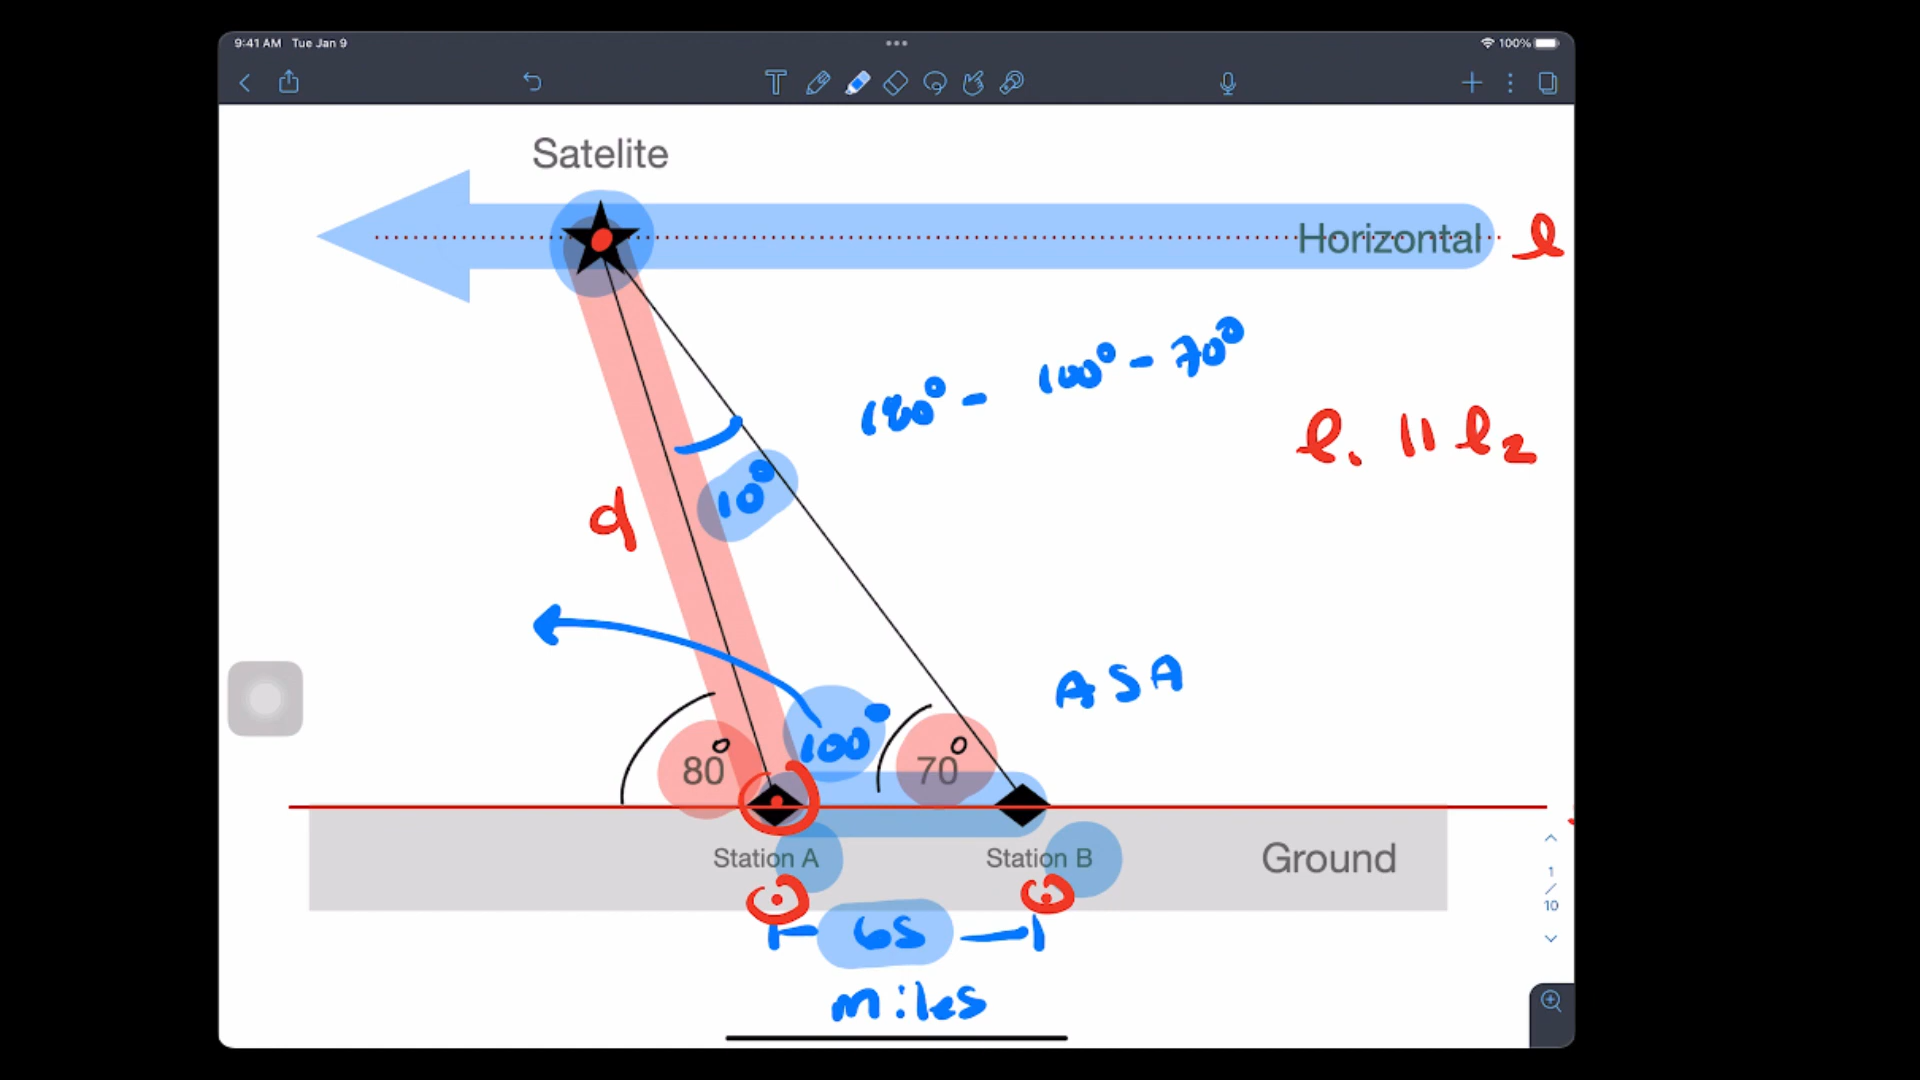 9:41 AM Tue Jan 9
100%
T
Satelite
Horizontal
l
180° - 100° - 70°
l1 || l2
10°
d
ASA
100°
80°
70°
Station A
Station B
Ground
1
/
10
65
miles